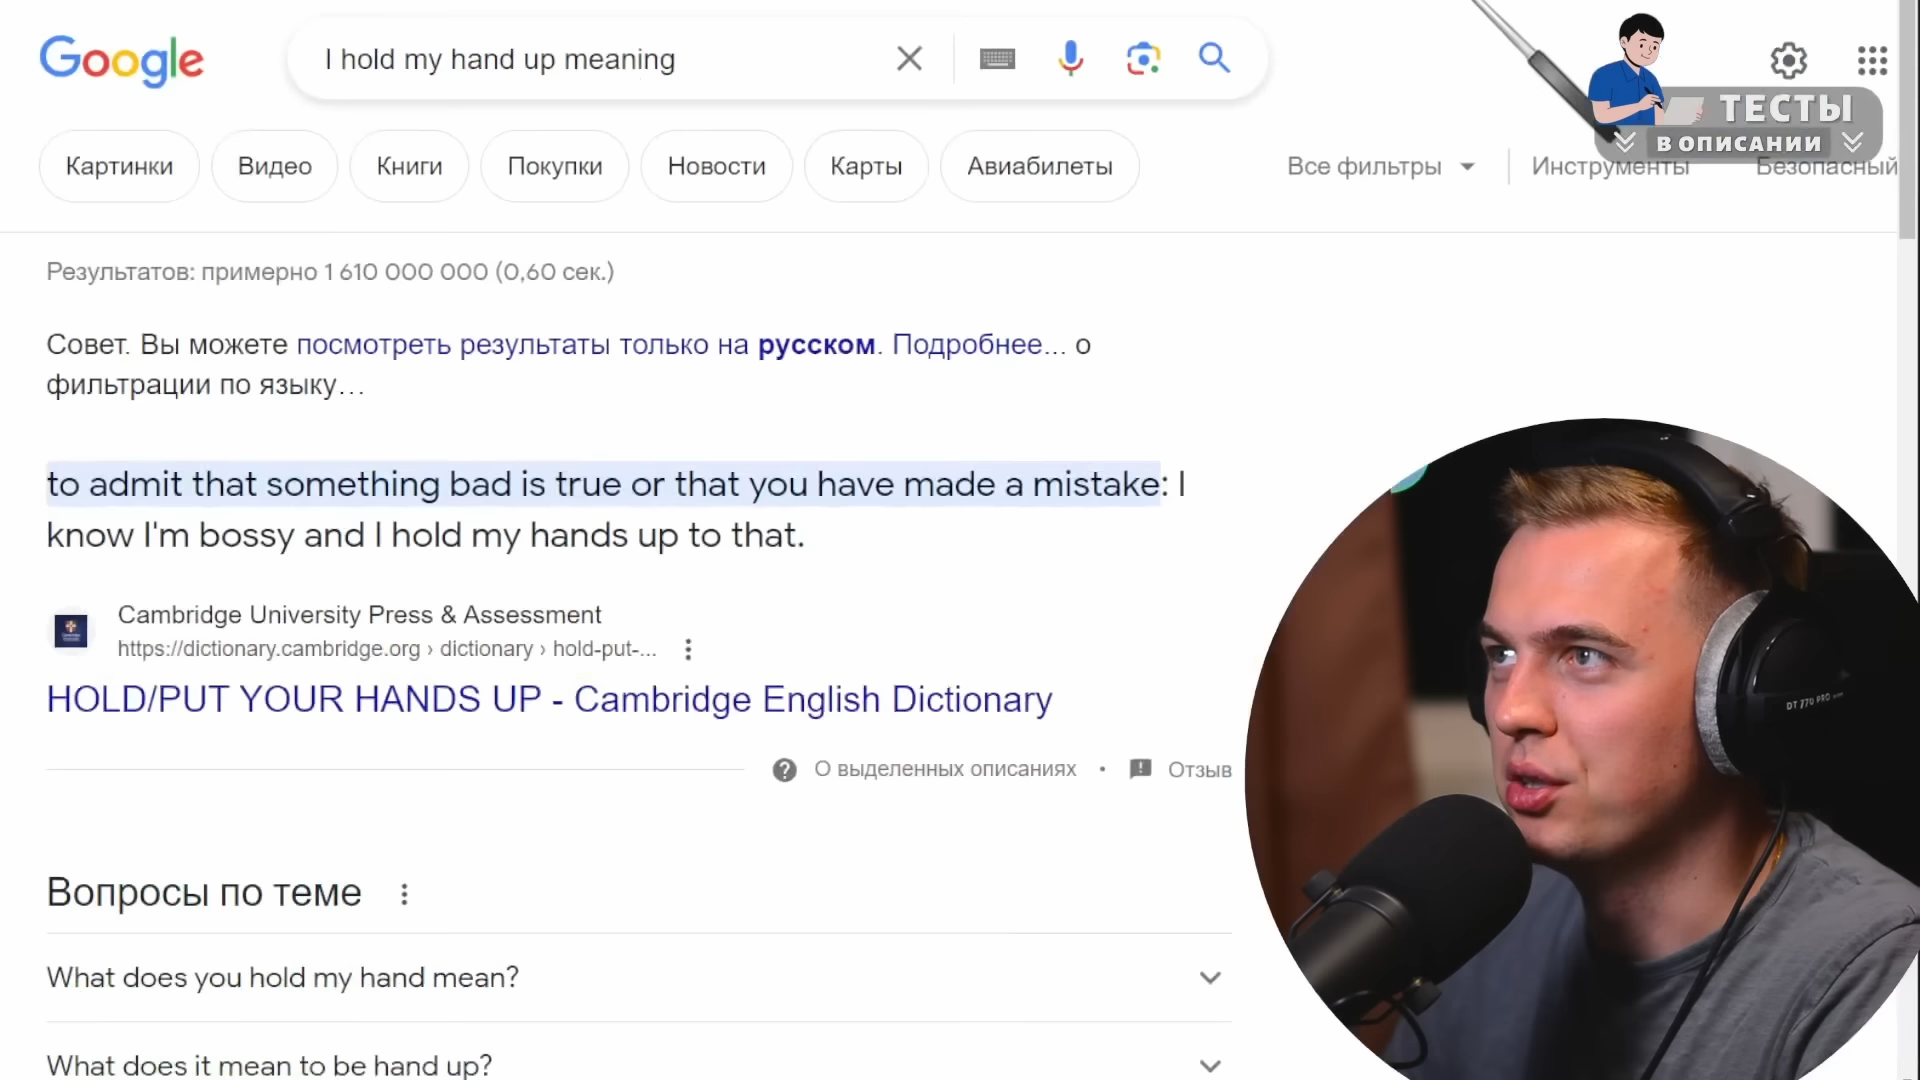 Google
I hold my hand up meaning
ТЕСТЫ
В ОПИСАНИИ
Картинки
Видео
Книги
Покупки
Новости
Карты
Авиабилеты
Все фильтры
Инструменты
Безопасный
Результатов: примерно 1 610 000 000 (0,60 сек.)
Совет. Вы можете посмотреть результаты только на русском. Подробнее... о
фильтрации по языку...
to admit that something bad is true or that you have made a mistake: I
know I'm bossy and I hold my hands up to that.
Cambridge University Press & Assessment
https://dictionary.cambridge.org › dictionary › hold-put-...
HOLD/PUT YOUR HANDS UP - Cambridge English Dictionary
О выделенных описаниях • Отзыв
Вопросы по теме
What does you hold my hand mean?
What does it mean to be hand up?
DT 770 PRO